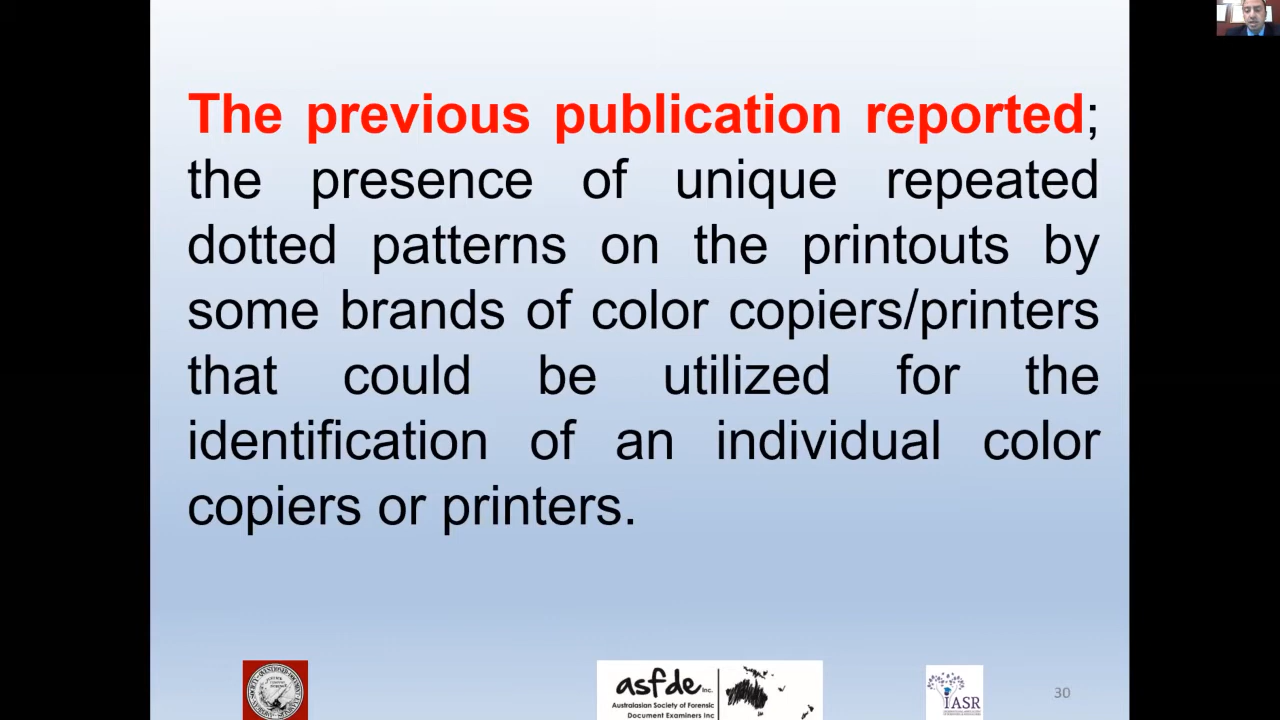 The previous publication reported;
the presence of unique repeated
dotted patterns on the printouts by
some brands of color copiers/printers
that could be utilized for the
identification of an individual color
copiers or printers.
asfde Inc.
Australasian Society of Forensic
Document Examiners Inc
IASR
30